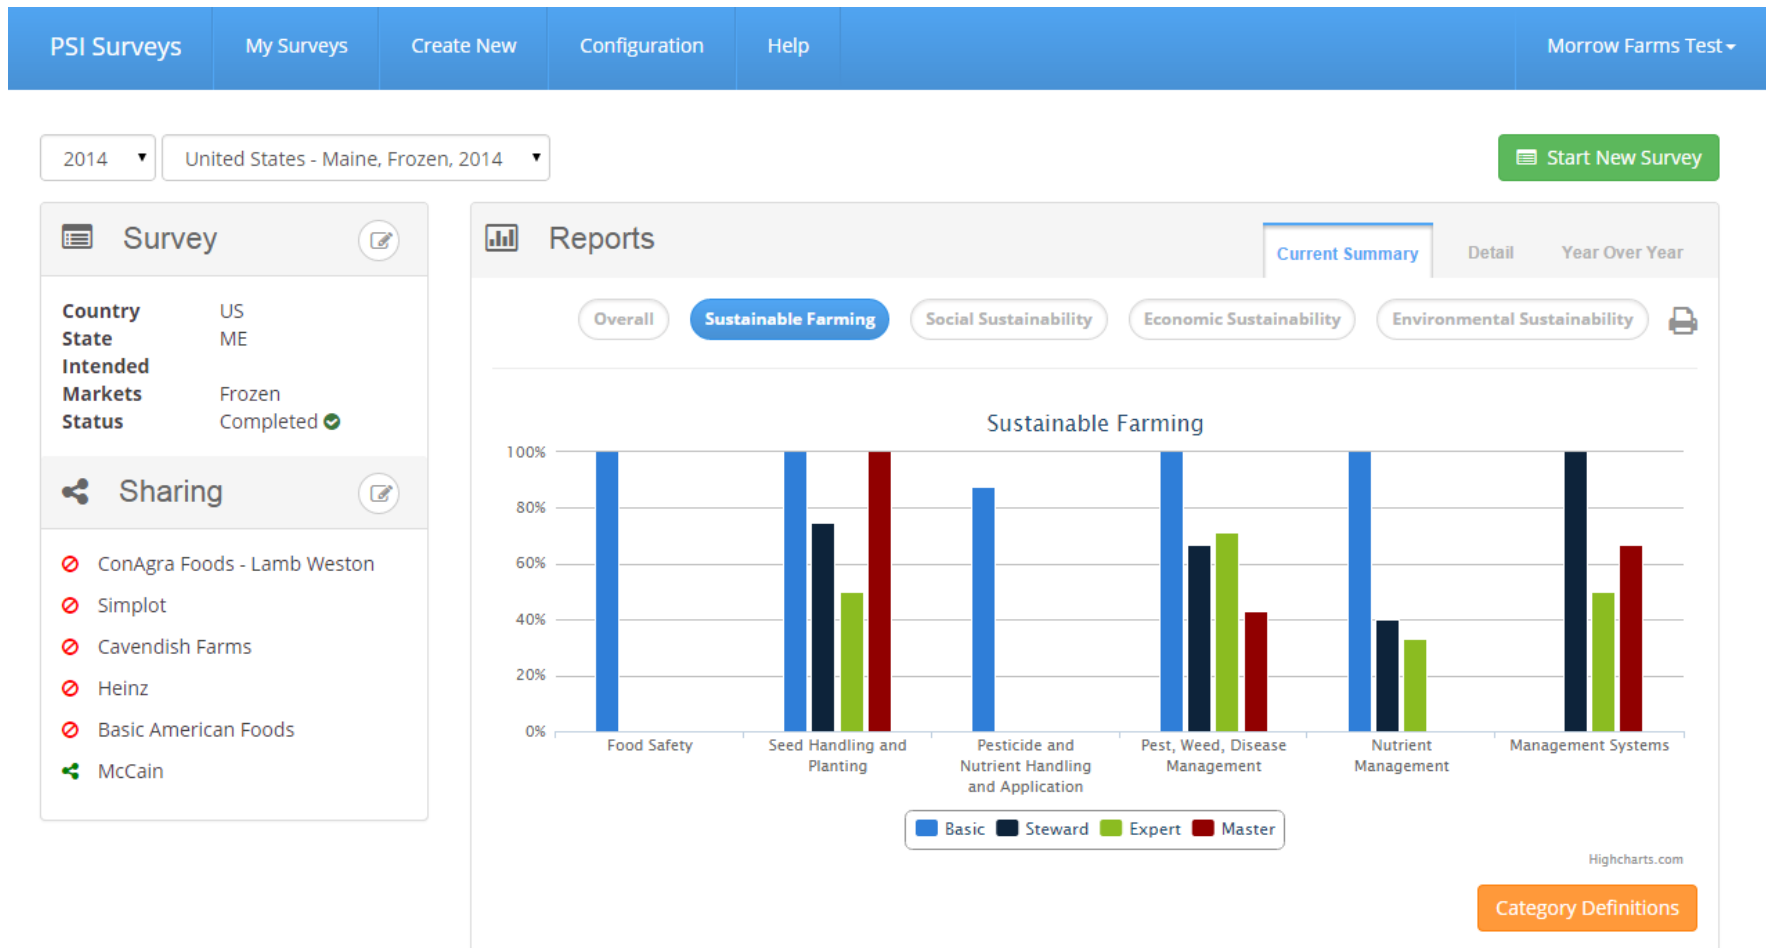 PSI Surveys My Surveys Create New Configuration Help Morrow Farms Test
2014 United States - Maine, Frozen, 2014 Start New Survey
Survey
Country US
State ME
Intended
Markets Frozen
Status Completed
Sharing
ConAgra Foods - Lamb Weston
Simplot
Cavendish Farms
Heinz
Basic American Foods
McCain
Reports Current Summary Detail Year Over Year
Overall Sustainable Farming Social Sustainability Economic Sustainability Environmental Sustainability
Sustainable Farming
100%
80%
60%
40%
20%
0%
Food Safety Seed Handling and Pesticide and Pest, Weed, Disease Nutrient Management Systems
Planting Nutrient Handling Management Management
and Application
Basic Steward Expert Master
Highcharts.com
Category Definitions